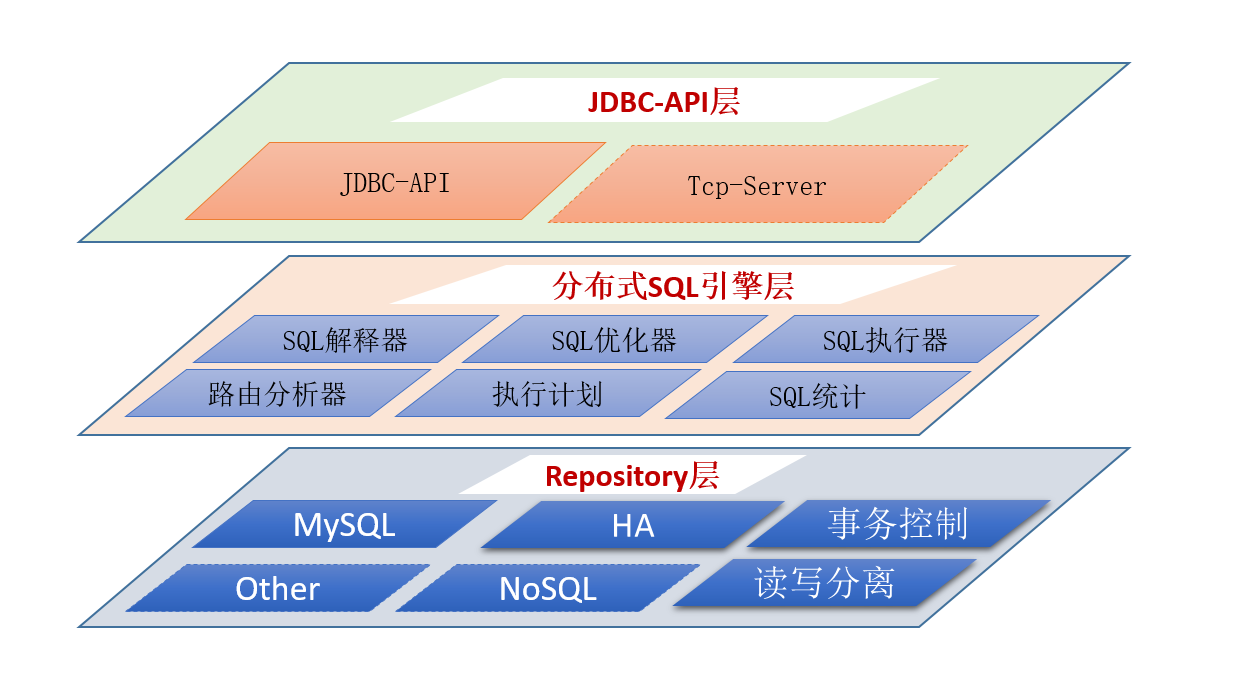 JDBC-API层
JDBC-API
Tcp-Server
分布式SQL引擎层
SQL解释器
SQL优化器
SQL执行器
路由分析器
执行计划
SQL统计
Repository层
MySQL
HA
事务控制
Other
NoSQL
读写分离